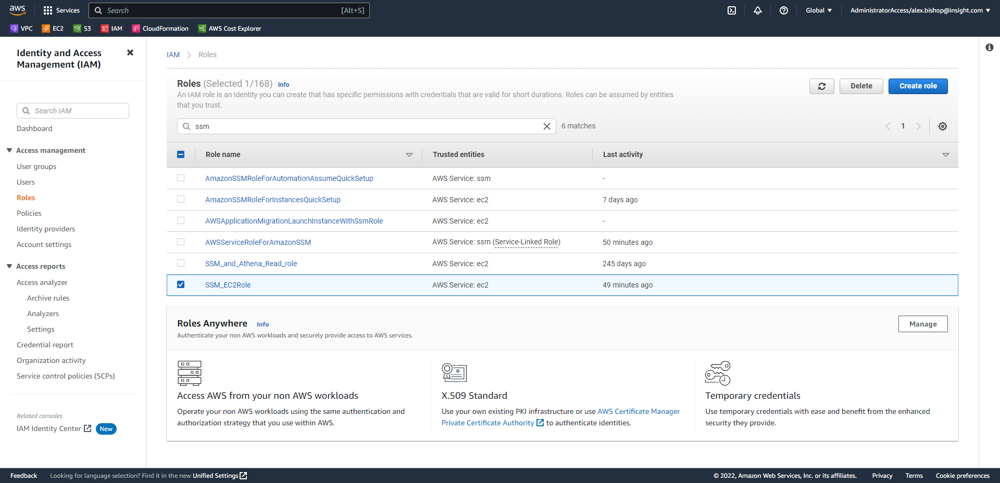 aws
Services
Search
[Alt+S]
Global
AdministratorAccess/alex.bishop@insight.com
VPC
EC2
S3
IAM
CloudFormation
AWS Cost Explorer
Identity and Access
Management (IAM)
Search IAM
Dashboard
Access management
User groups
Users
Roles
Policies
Identity providers
Account settings
Access reports
Access analyzer
Archive rules
Analyzers
Settings
Credential report
Organization activity
Service control policies (SCPs)
Related consoles
IAM Identity Center
New
IAM
Roles
Roles (Selected 1/168) Info
An IAM role is an identity you can create that has specific permissions with credentials that are valid for short durations. Roles can be assumed by entities
that you trust.
Delete
Create role
ssm
6 matches
1
Role name
Trusted entities
Last activity
AmazonSSMRoleForAutomationAssumeQuickSetup
AWS Service: ssm
-
AmazonSSMRoleForInstancesQuickSetup
AWS Service: ec2
7 days ago
AWSApplicationMigrationLaunchInstanceWithSsmRole
AWS Service: ec2
-
AWSServiceRoleForAmazonSSM
AWS Service: ssm (Service-Linked Role)
50 minutes ago
SSM_and_Athena_Read_role
AWS Service: ec2
245 days ago
SSM_EC2Role
AWS Service: ec2
49 minutes ago
Roles Anywhere Info
Authenticate your non AWS workloads and securely provide access to AWS services.
Manage
Access AWS from your non AWS workloads
Operate your non AWS workloads using the same authentication and
authorization strategy that you use within AWS.
X.509 Standard
Use your own existing PKI infrastructure or use AWS Certificate Manager
Private Certificate Authority to authenticate identities.
Temporary credentials
Use temporary credentials with ease and benefit from the enhanced
security they provide.
Feedback
Looking for language selection? Find it in the new Unified Settings
© 2022, Amazon Web Services, Inc. or its affiliates.
Privacy
Terms
Cookie preferences